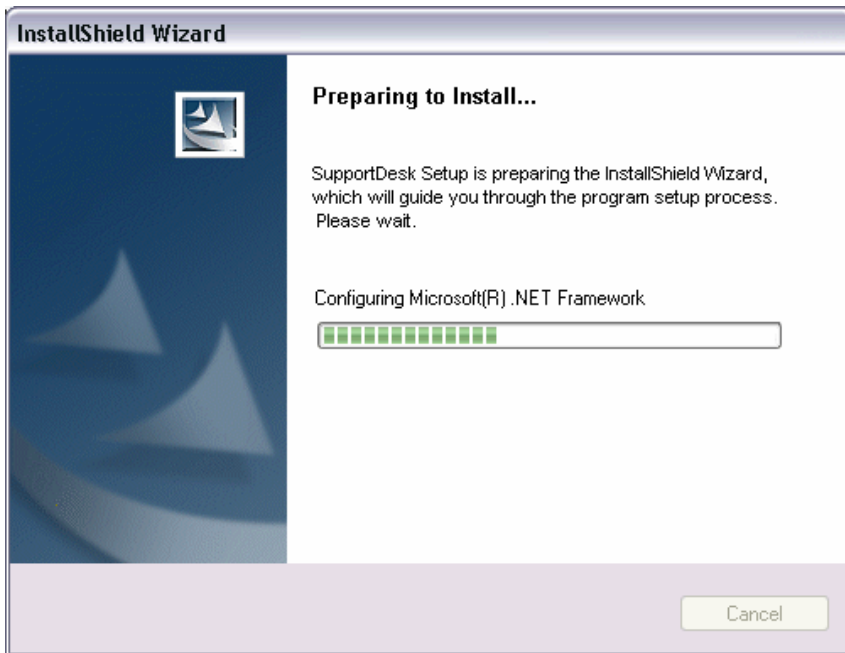 InstallShield Wizard
Preparing to Install...
SupportDesk Setup is preparing the InstallShield Wizard,
which will guide you through the program setup process.
Please wait.
Configuring Microsoft(R) .NET Framework
Cancel